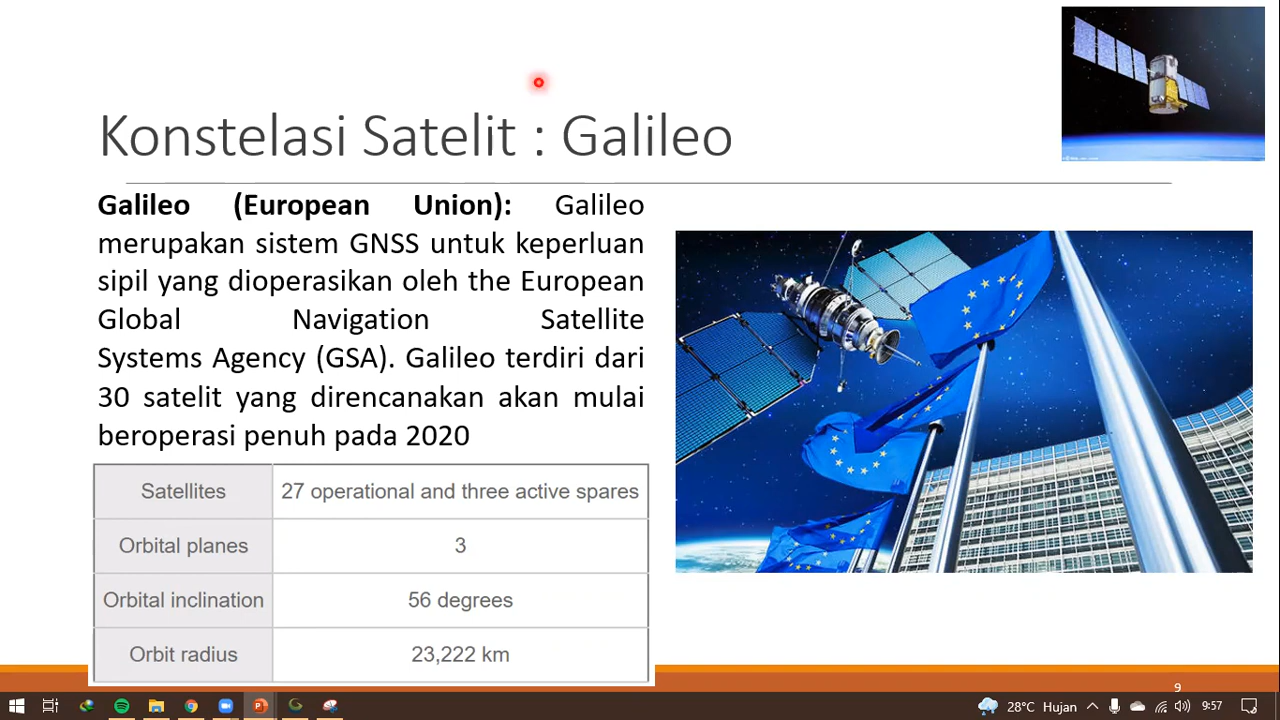 Konstelasi Satelit : Galileo
Galileo (European Union): Galileo
merupakan sistem GNSS untuk keperluan
sipil yang dioperasikan oleh the European
Global Navigation Satellite
Systems Agency (GSA). Galileo terdiri dari
30 satelit yang direncanakan akan mulai
beroperasi penuh pada 2020
Satellites 27 operational and three active spares
Orbital planes 3
Orbital inclination 56 degrees
Orbit radius 23,222 km
9
28°C Hujan 9:57